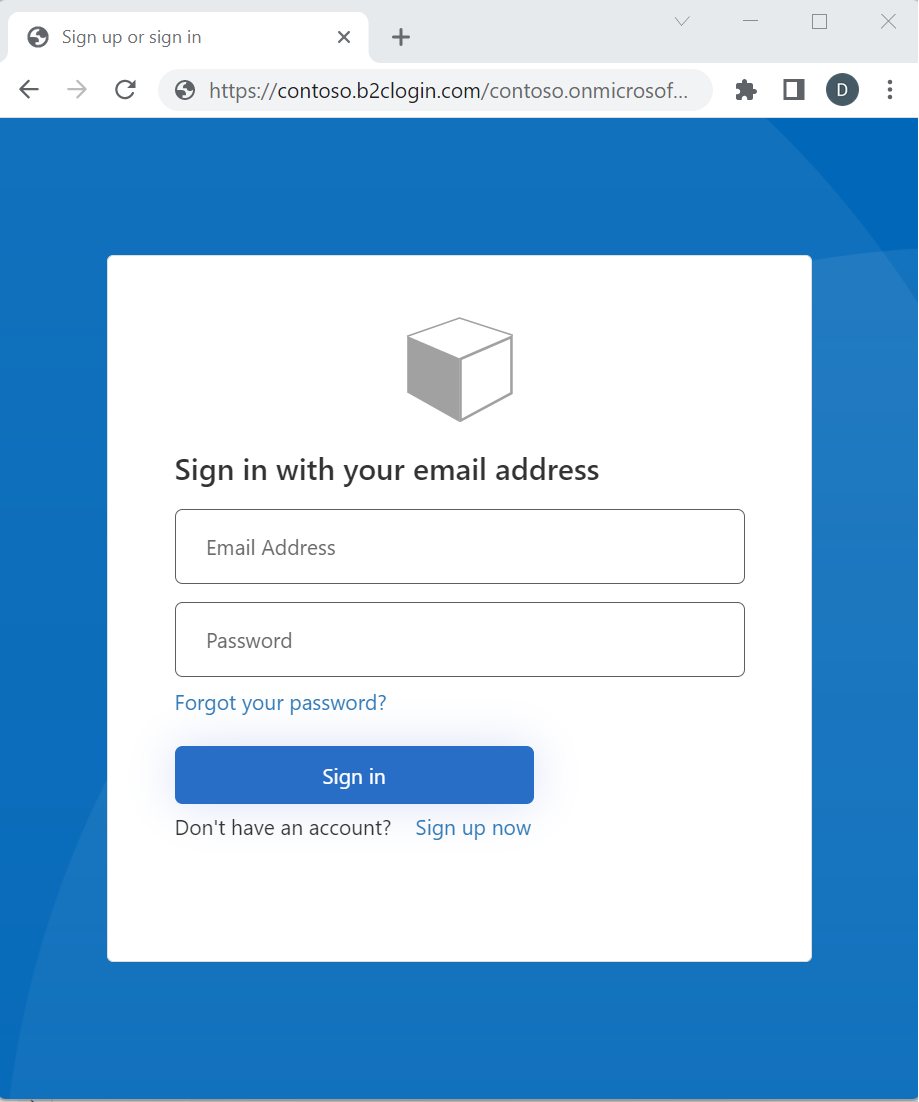 Sign up or sign in
https://contoso.b2clogin.com/contoso.onmicrosof...
D
Sign in with your email address
Email Address
Password
Forgot your password?
Sign in
Don't have an account? Sign up now